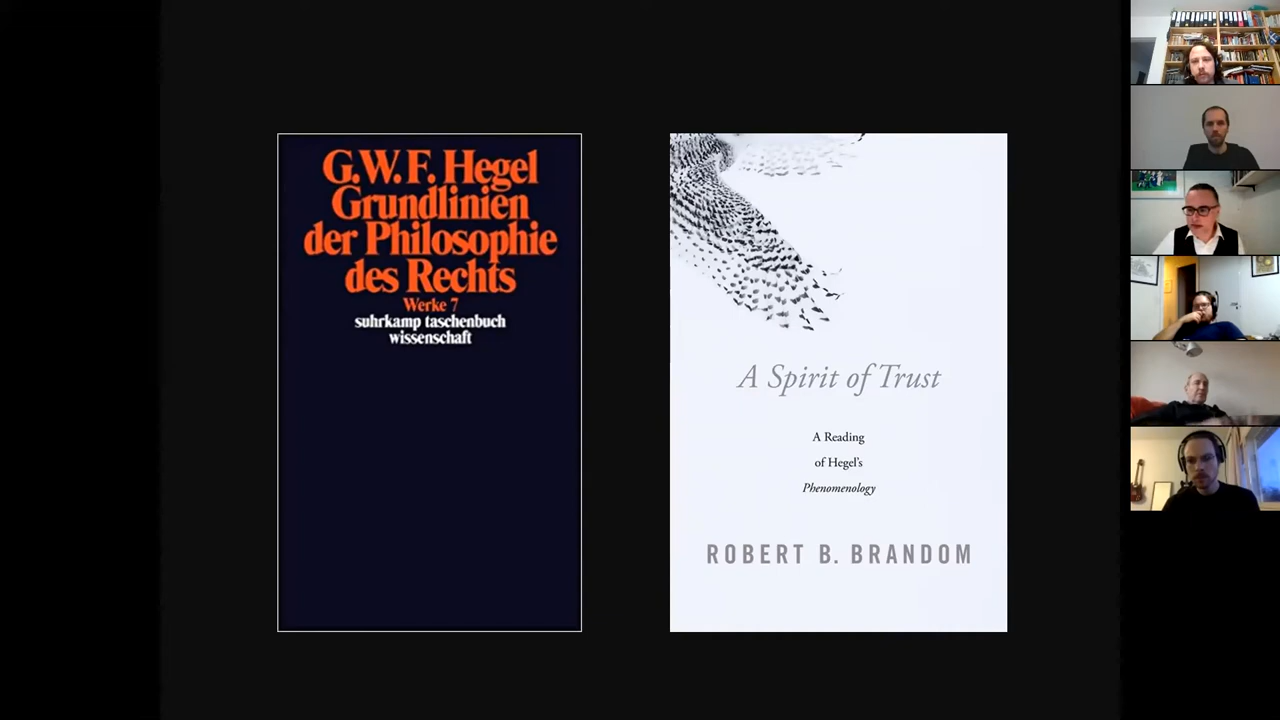 G.W.F. Hegel
Grundlinien
der Philosophie
des Rechts
Werke 7
suhrkamp taschenbuch
wissenschaft
A Spirit of Trust
A Reading
of Hegel's
Phenomenology
ROBERT B. BRANDOM